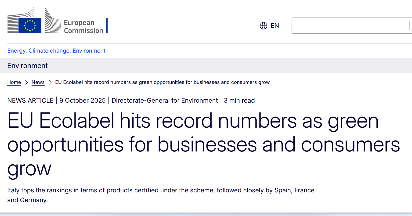 European
Commission
EN
Energy, Climate change, Environment
Environment
Home > News > EU Ecolabel hits record numbers as green opportunities for businesses and consumers grow
NEWS ARTICLE | 9 October 2025 | Directorate-General for Environment | 3 min read
EU Ecolabel hits record numbers as green
opportunities for businesses and consumers
grow
Italy tops the rankings in terms of products certified under the scheme, followed closely by Spain, France
and Germany.